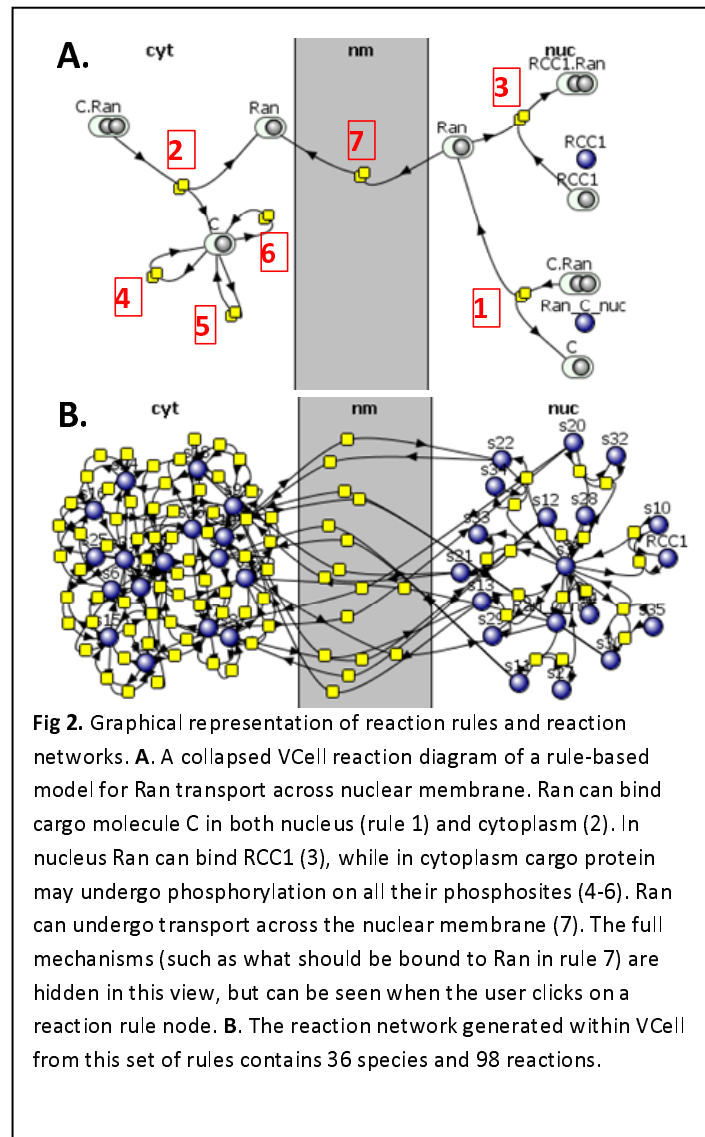 A.
cyt
nm
nuc
3
RCC1.Ran
C.Ran
Ran
7
Ran
2
RCC1
RCC1
C
6
C.Ran
4
1
Ran_C_nuc
5
C
B.
cyt
nm
nuc
s20
s22
s32
s34
s12
s28
s10
s33
RCC1
s21
s13
s29
s35
s11
Fig 2. Graphical representation of reaction rules and reaction
networks. A. A collapsed VCell reaction diagram of a rule-based
model for Ran transport across nuclear membrane. Ran can bind
cargo molecule C in both nucleus (rule 1) and cytoplasm (2). In
nucleus Ran can bind RCC1 (3), while in cytoplasm cargo protein
may undergo phosphorylation on all their phosphosites (4-6). Ran
can undergo transport across the nuclear membrane (7). The full
mechanisms (such as what should be bound to Ran in rule 7) are
hidden in this view, but can be seen when the user clicks on a
reaction rule node. B. The reaction network generated within VCell
from this set of rules contains 36 species and 98 reactions.